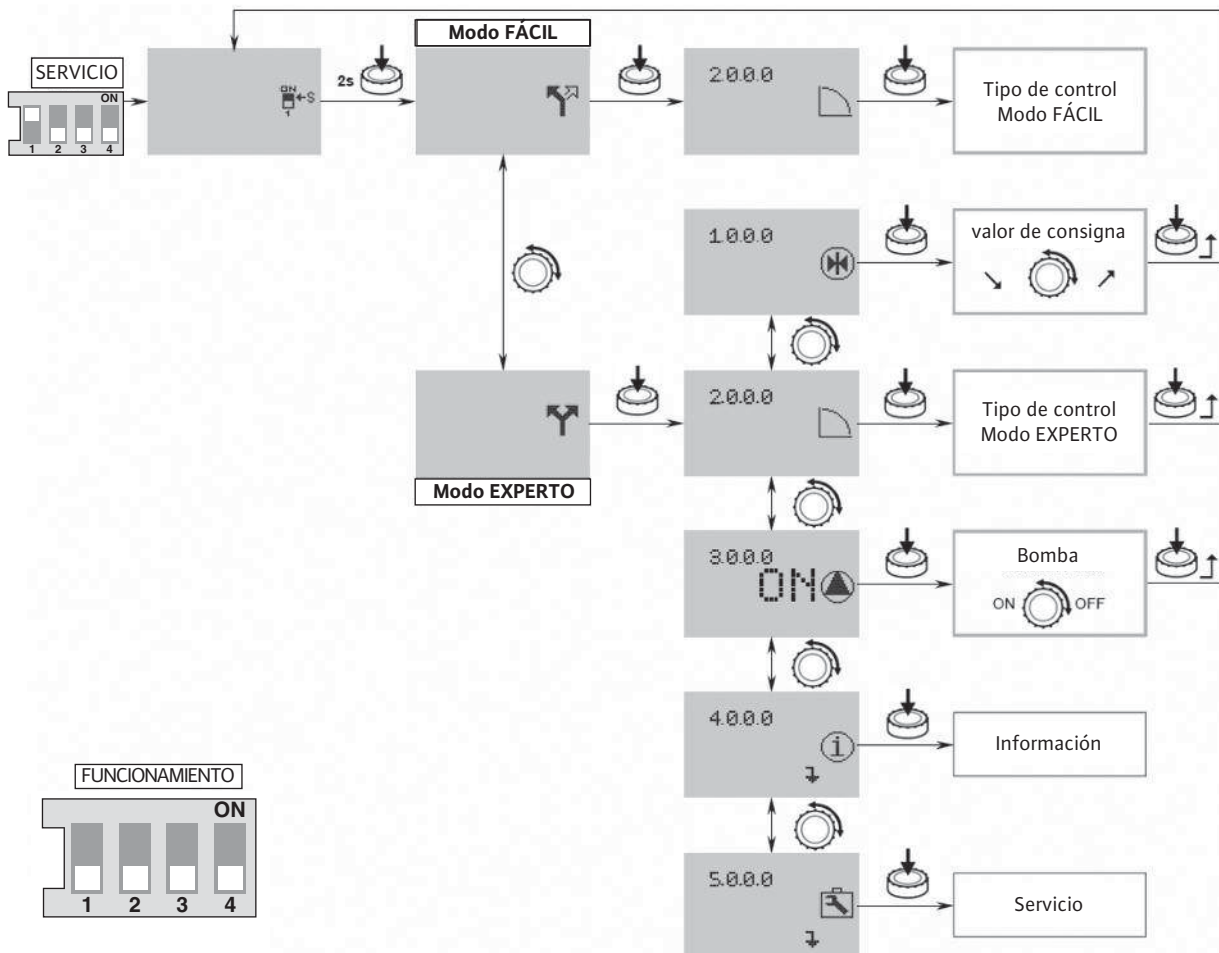 Modo FÁCIL
SERVICIO
ON
1 2 3 4
ON
S
1
2s
2.0.0.0
Tipo de control
Modo FÁCIL
1.0.0.0
valor de consigna
2.0.0.0
Tipo de control
Modo EXPERTO
Modo EXPERTO
3.0.0.0
ON
Bomba
ON OFF
4.0.0.0
i
Información
5.0.0.0
Servicio
FUNCIONAMIENTO
ON
1 2 3 4